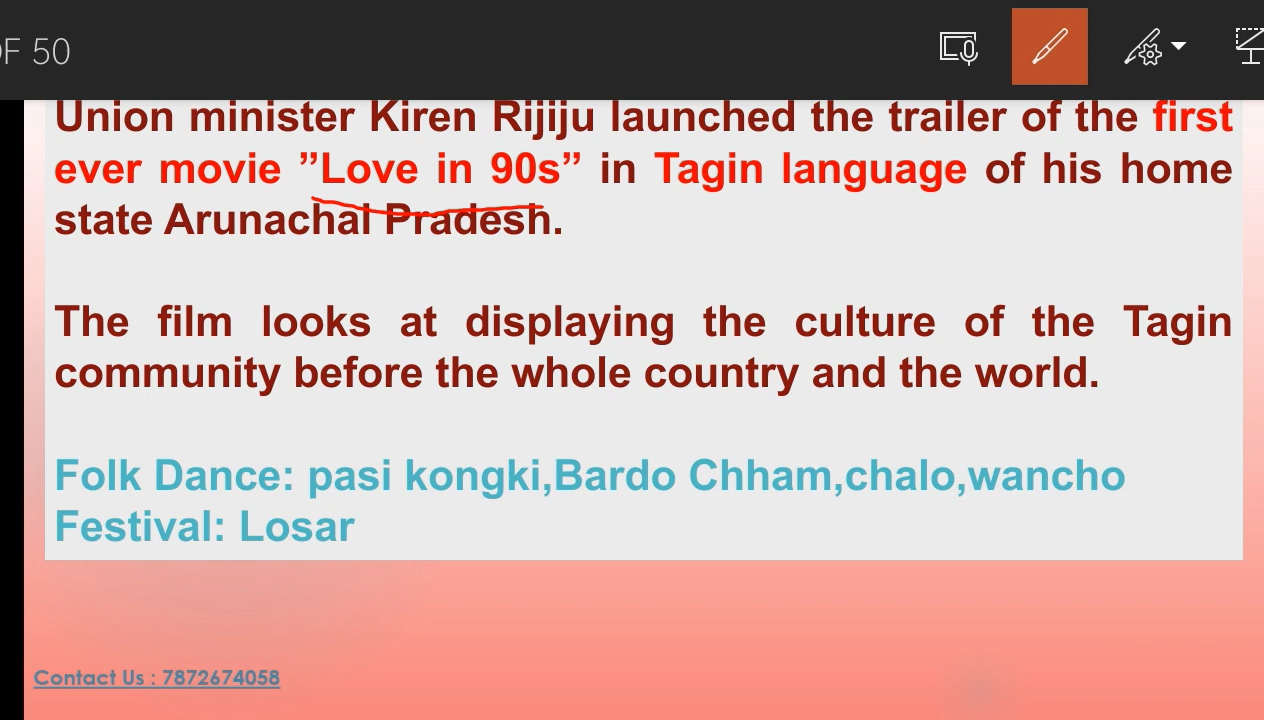 OF 50
Union minister Kiren Rijiju launched the trailer of the first
ever movie ”Love in 90s” in Tagin language of his home
state Arunachal Pradesh.
The film looks at displaying the culture of the Tagin
community before the whole country and the world.
Folk Dance: pasi kongki,Bardo Chham,chalo,wancho
Festival: Losar
Contact Us : 7872674058